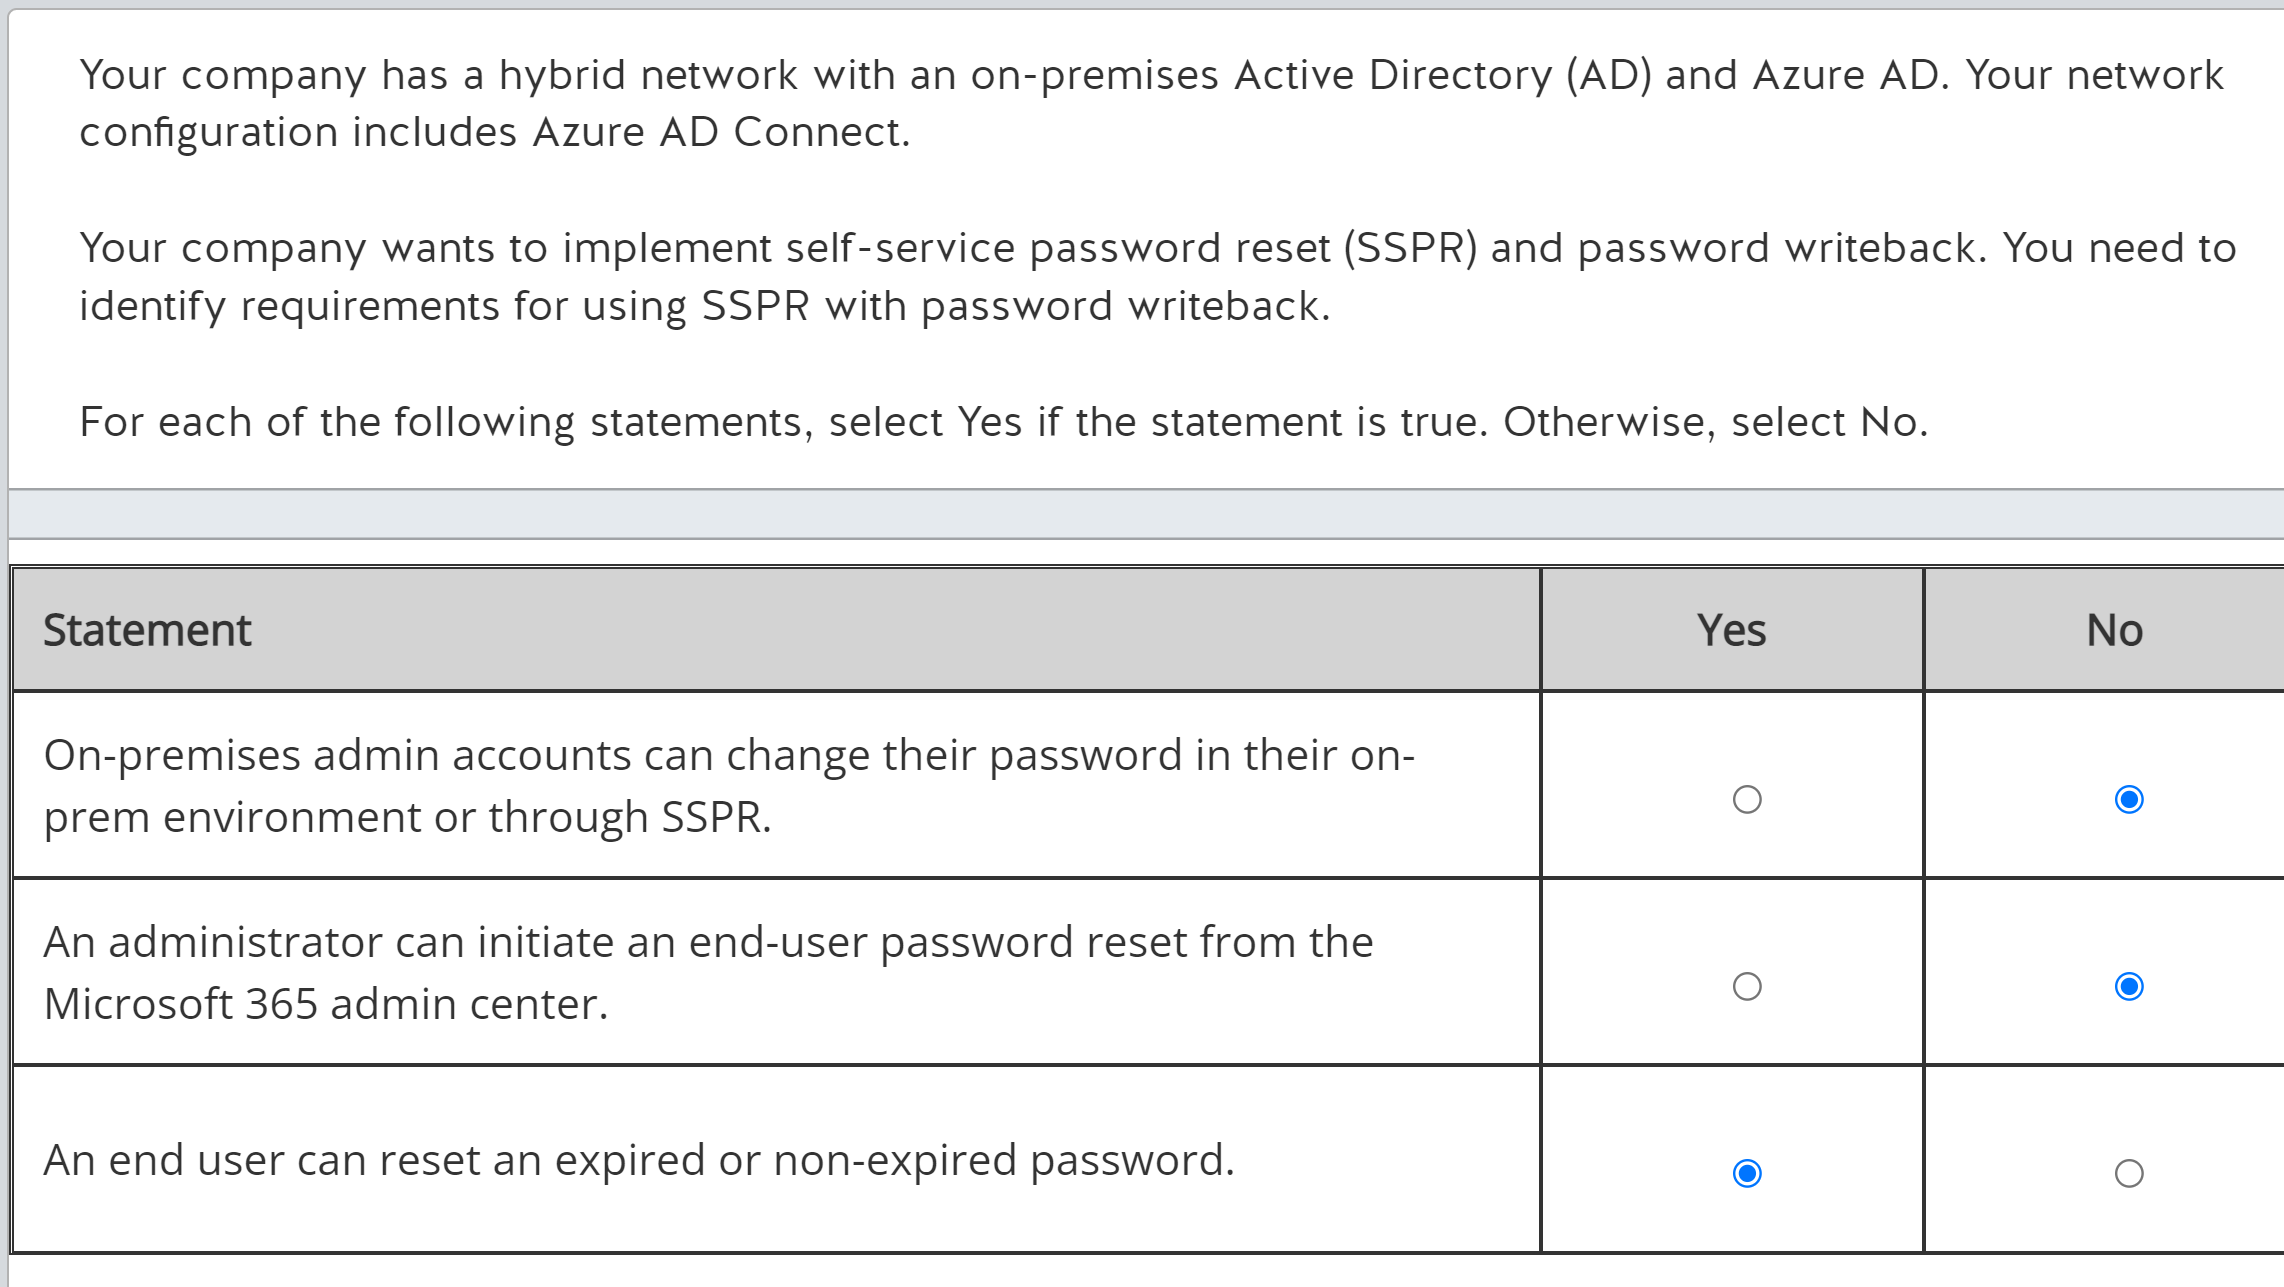 Your company has a hybrid network with an on-premises Active Directory (AD) and Azure AD. Your network
configuration includes Azure AD Connect.
Your company wants to implement self-service password reset (SSPR) and password writeback. You need to
identify requirements for using SSPR with password writeback.
For each of the following statements, select Yes if the statement is true. Otherwise, select No.
Statement Yes No
On-premises admin accounts can change their password in their on-
prem environment or through SSPR.
An administrator can initiate an end-user password reset from the
Microsoft 365 admin center.
An end user can reset an expired or non-expired password.